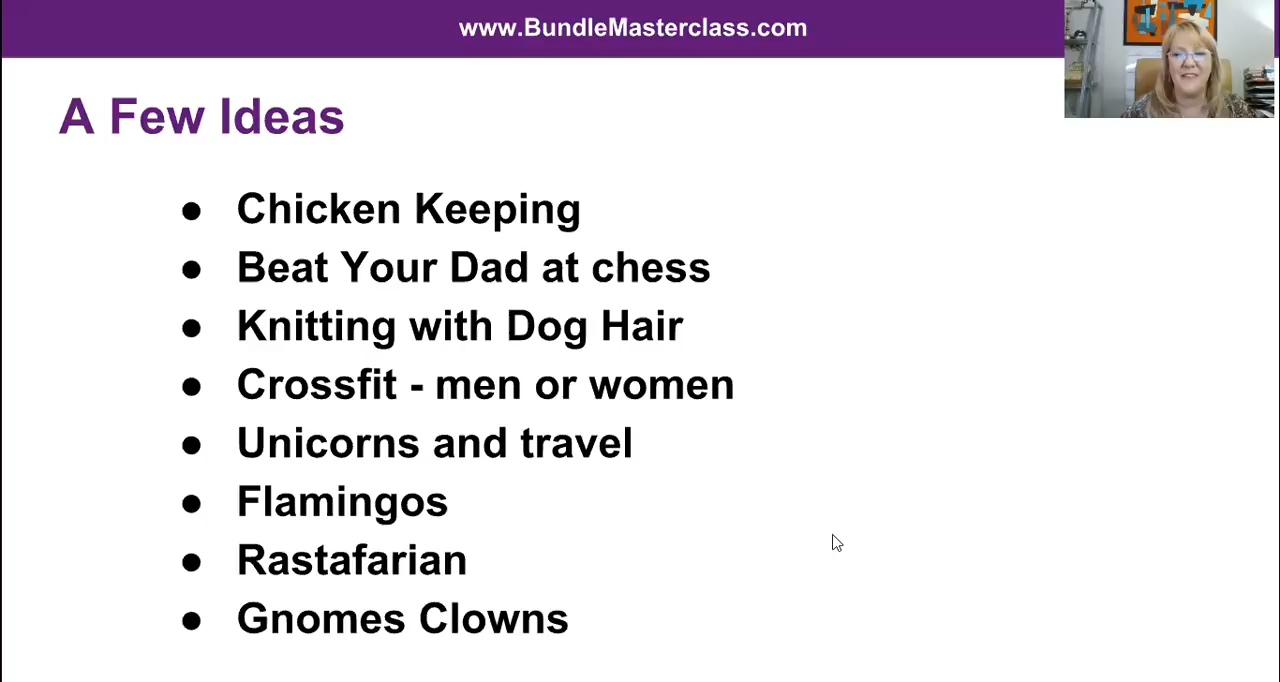 www.BundleMasterclass.com
A Few Ideas
● Chicken Keeping
● Beat Your Dad at chess
● Knitting with Dog Hair
● Crossfit - men or women
● Unicorns and travel
● Flamingos
● Rastafarian
● Gnomes Clowns